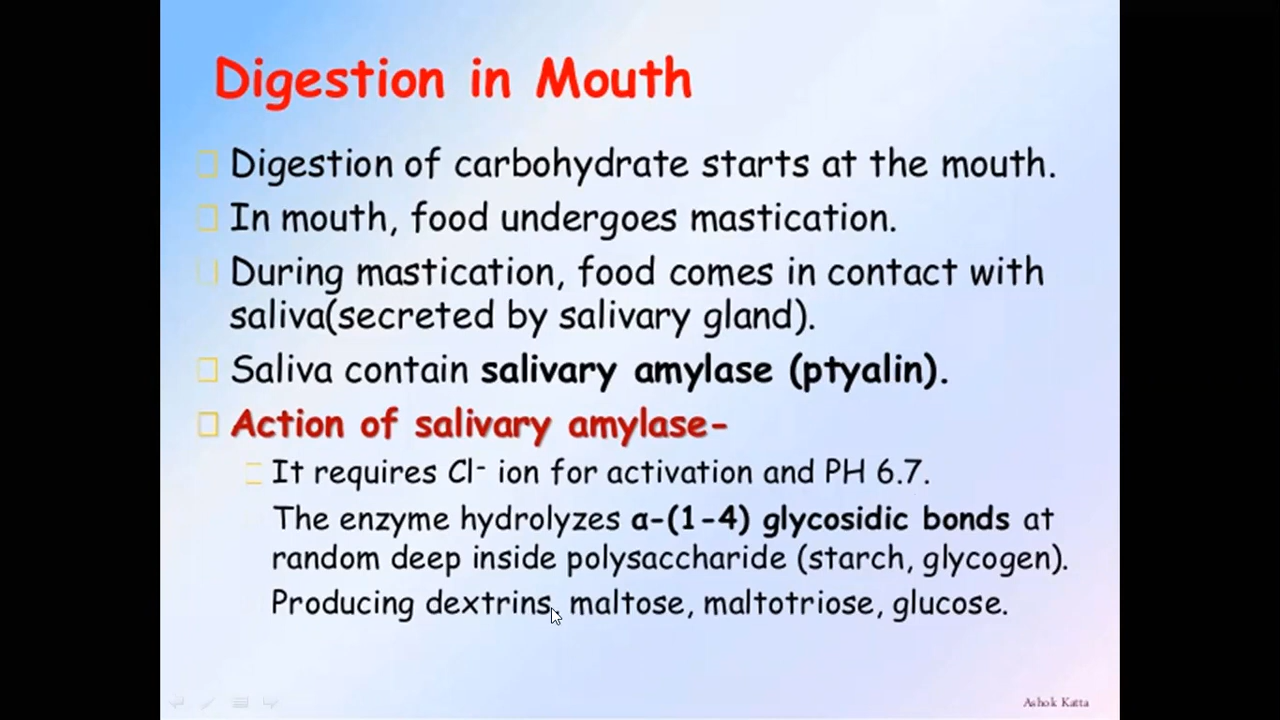 Digestion in Mouth
Digestion of carbohydrate starts at the mouth.
In mouth, food undergoes mastication.
During mastication, food comes in contact with
saliva(secreted by salivary gland).
Saliva contain salivary amylase (ptyalin).
Action of salivary amylase-
It requires Cl⁻ ion for activation and PH 6.7.
The enzyme hydrolyzes α-(1-4) glycosidic bonds at
random deep inside polysaccharide (starch, glycogen).
Producing dextrins, maltose, maltotriose, glucose.
Ashok Katta